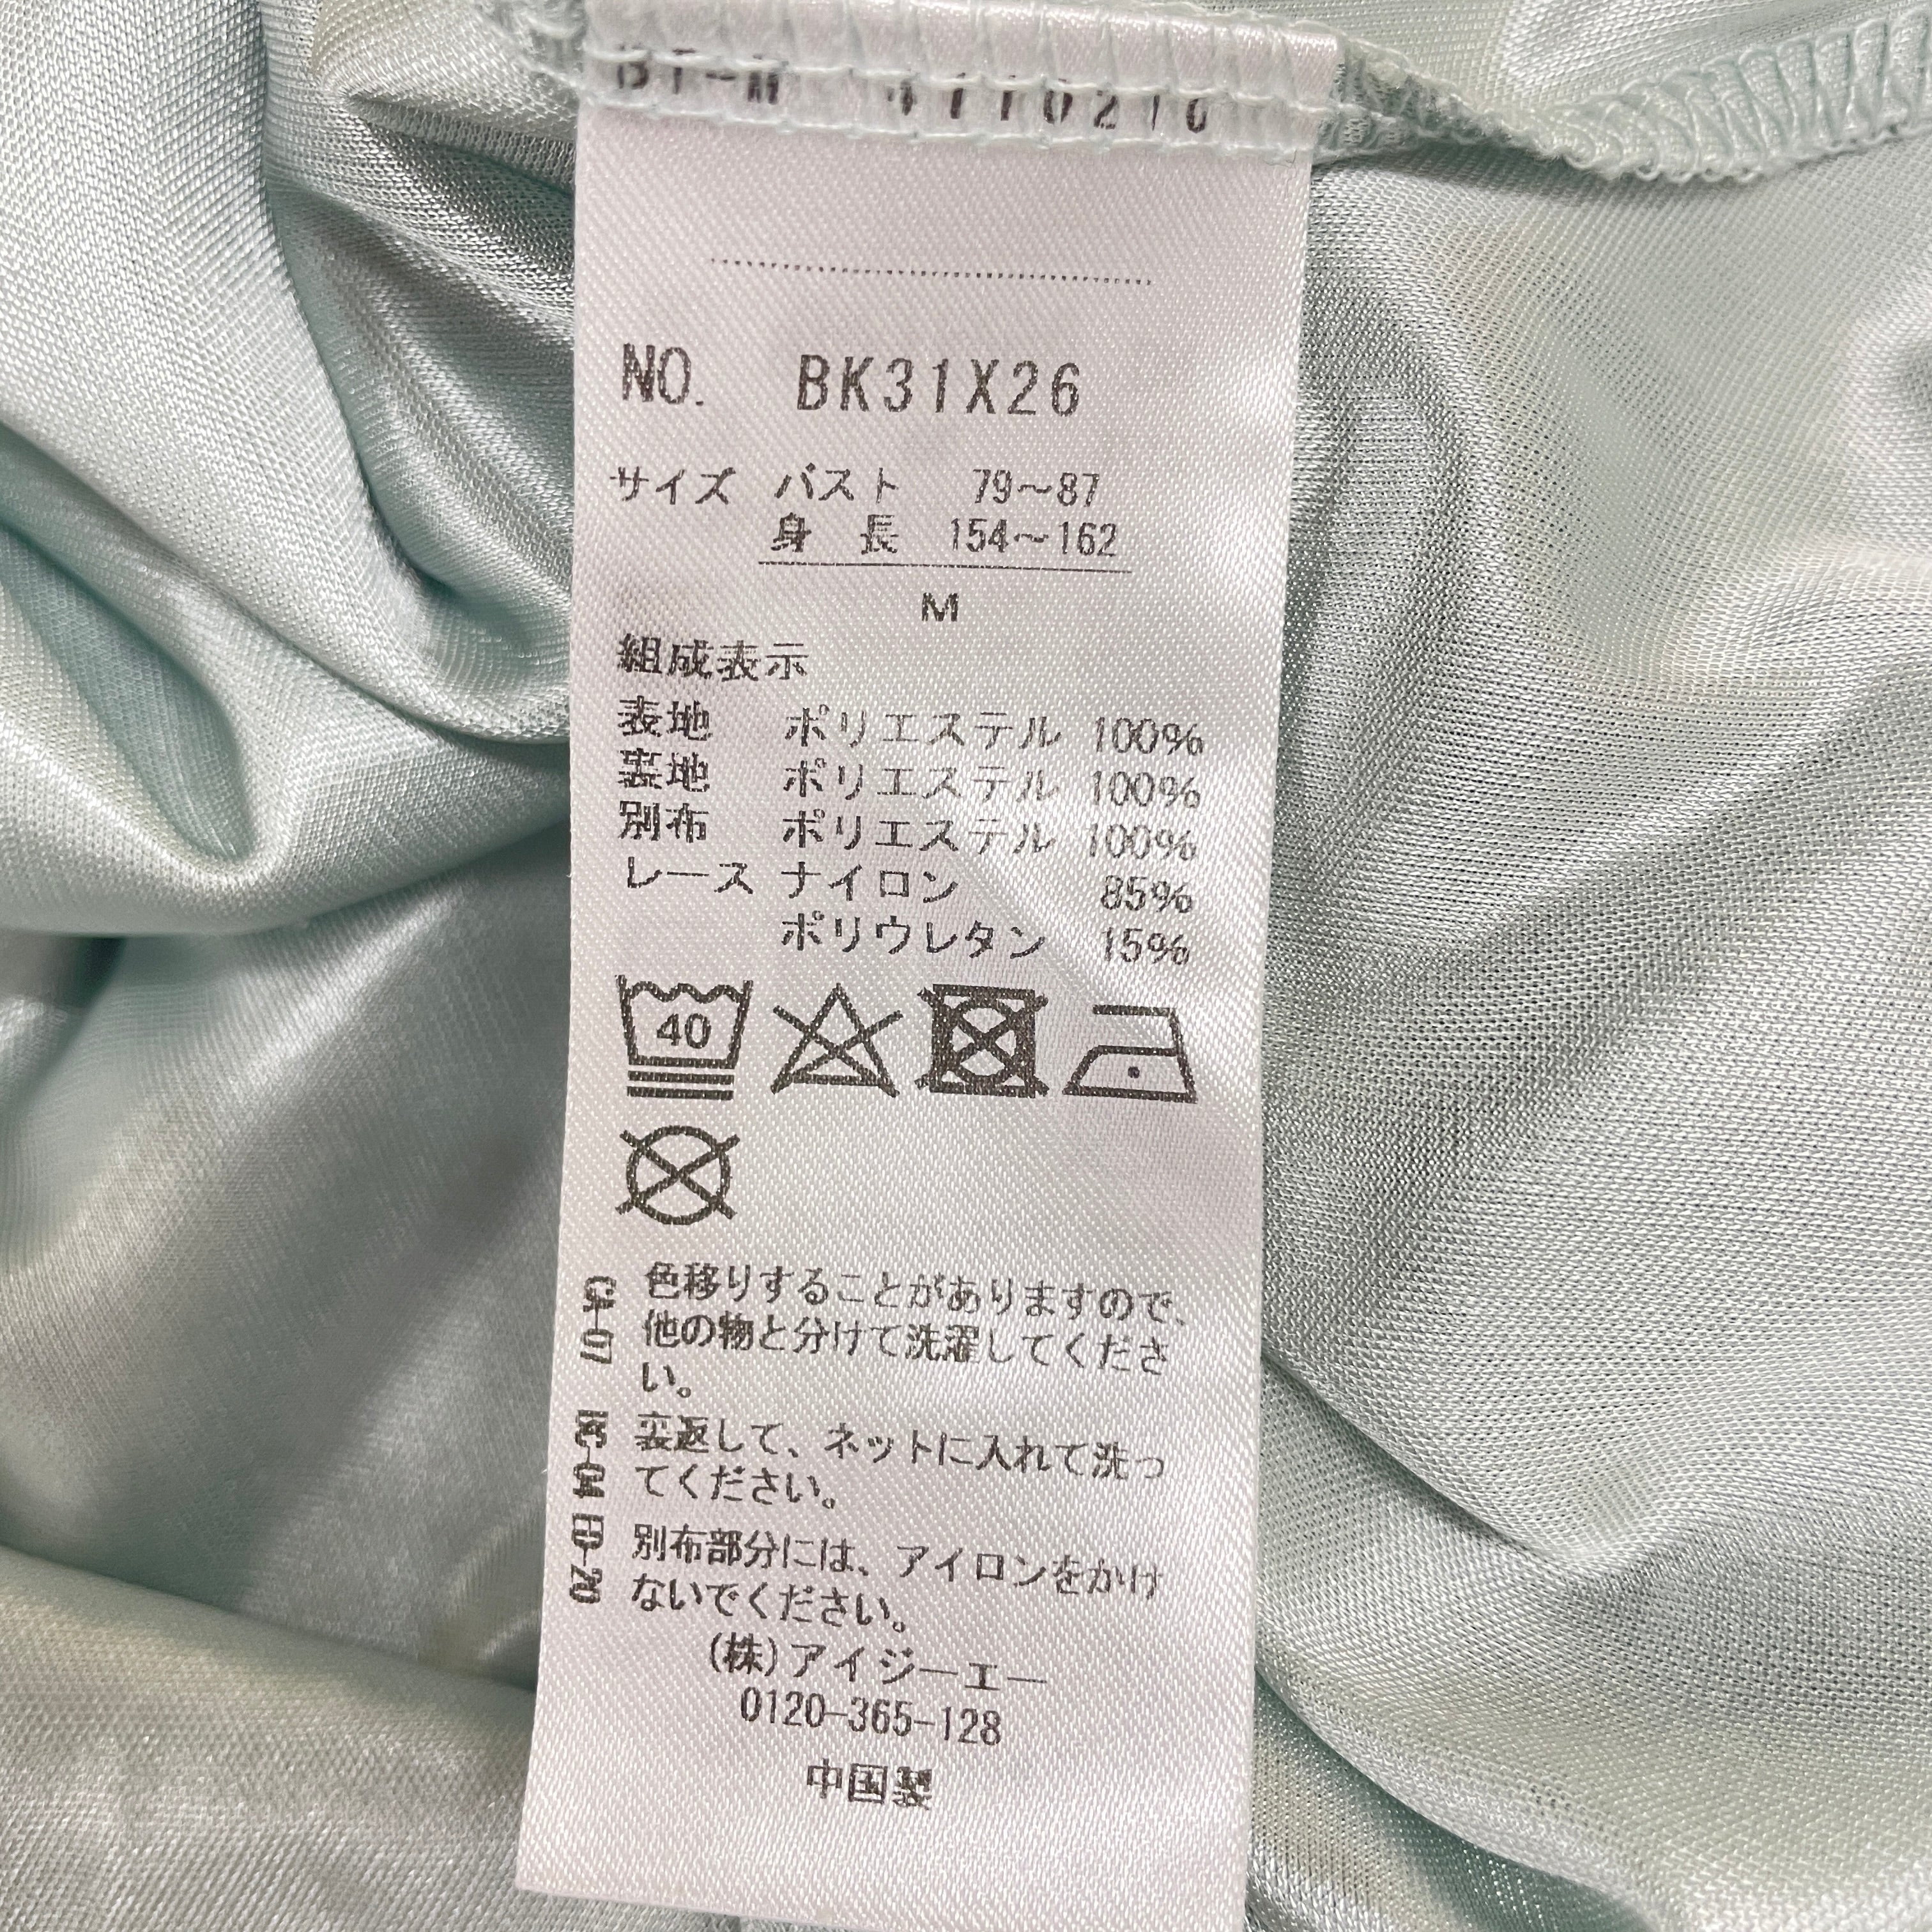 NO. BK31X26
サイズ バスト 79～87
身長 154～162
M
組成表示
表地 ポリエステル 100%
裏地 ポリエステル 100%
別布 ポリエステル 100%
レース ナイロン 85%
ポリウレタン 15%
40
色移りすることがありますので、
他の物と分けて洗濯してくださ
い。
裏返して、ネットに入れて洗っ
てください。
別布部分には、アイロンをかけ
ないでください。
(株)アイジーエー
0120-365-128
中国製